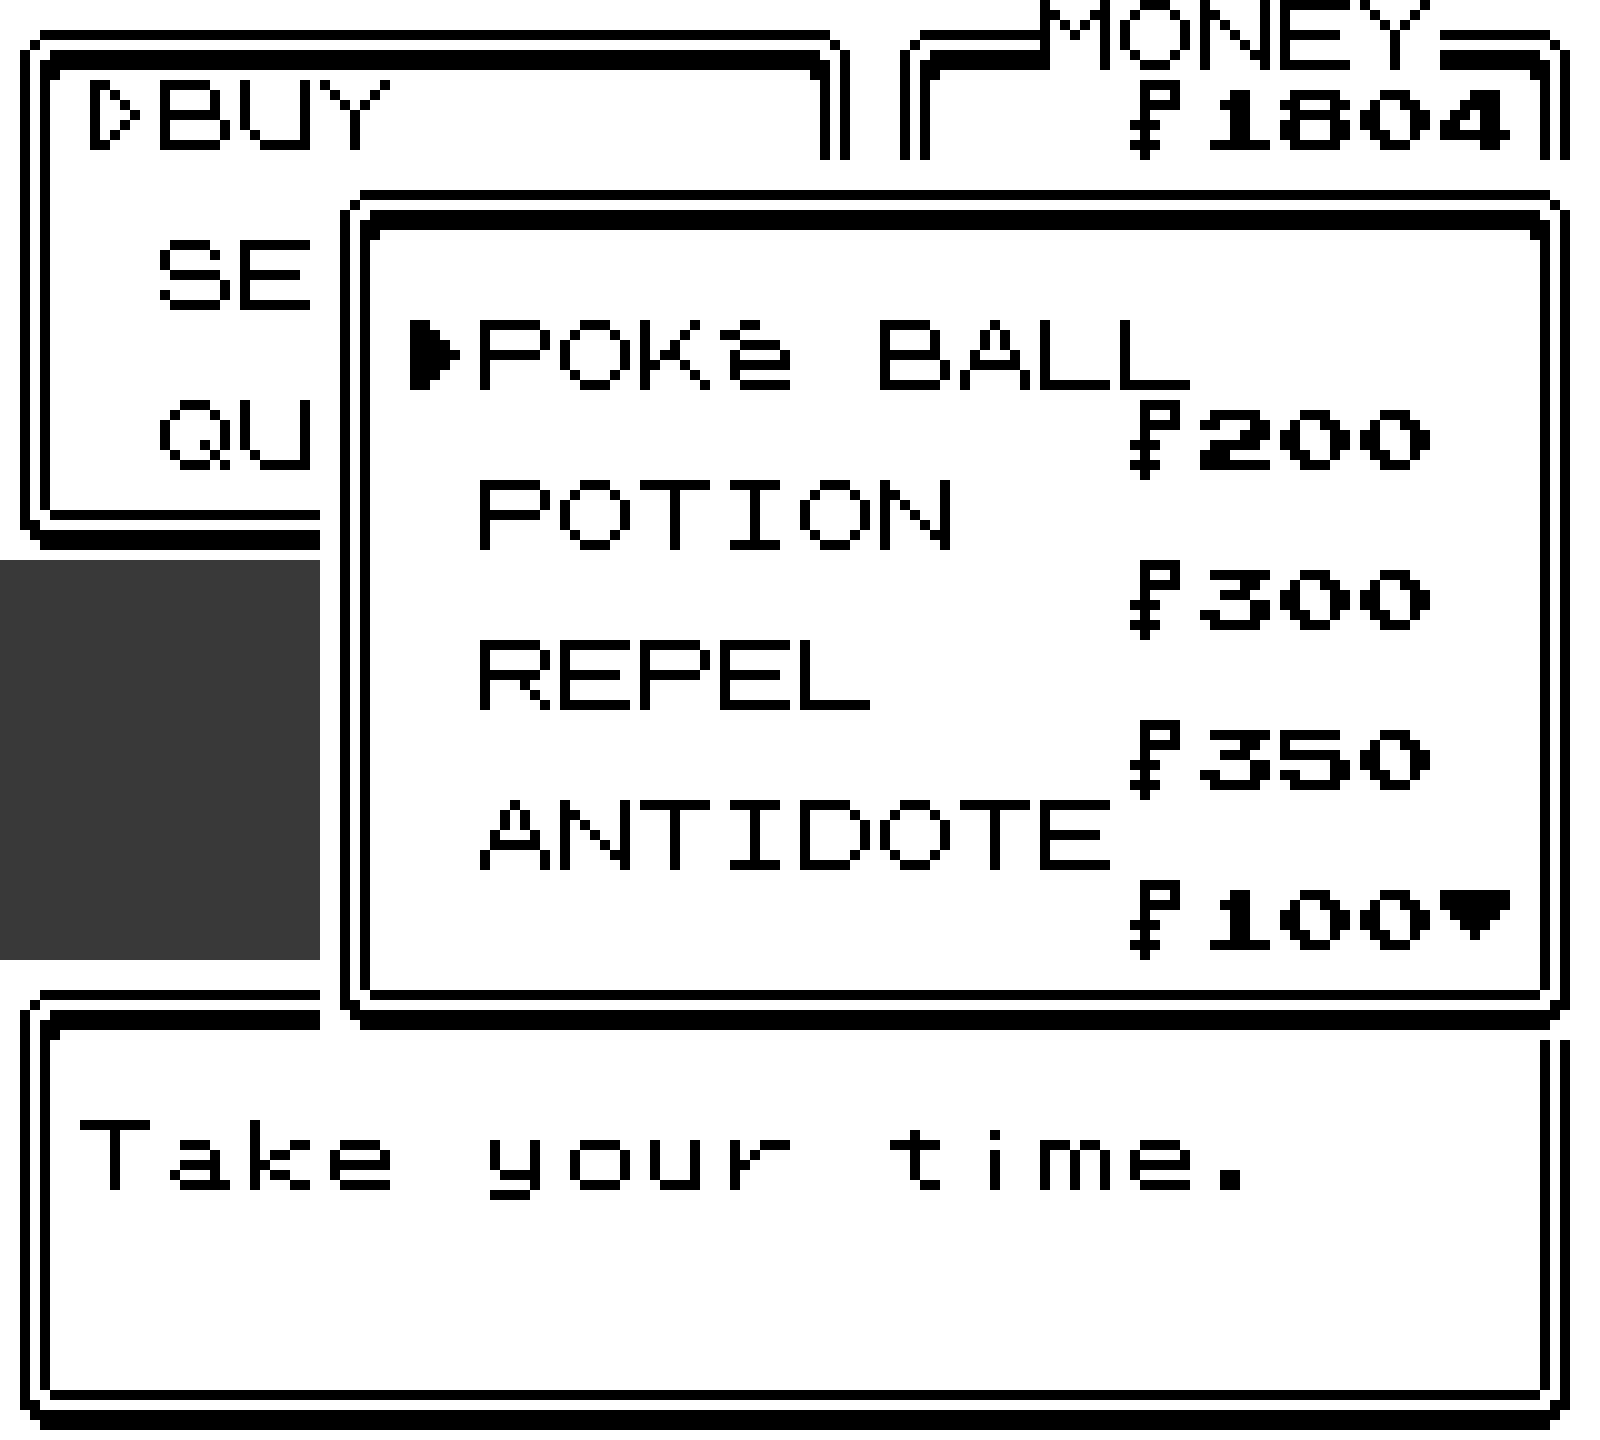 MONEY
▷BUY
₽1804
SE
▶POKé BALL
₽200
QU
POTION
₽300
REPEL
₽350
ANTIDOTE
₽100▼
Take your time.